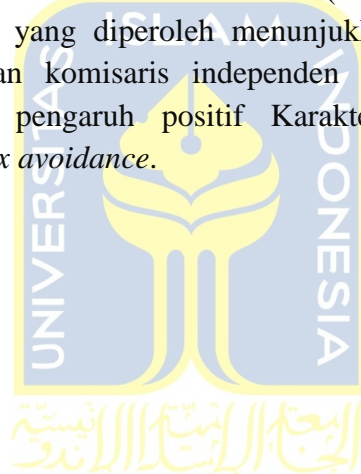 yang diperoleh menunjukk
an komisaris independen
pengaruh positif Karakte
x avoidance.
UNIVERSITAS
ISLAM
INDONESIA